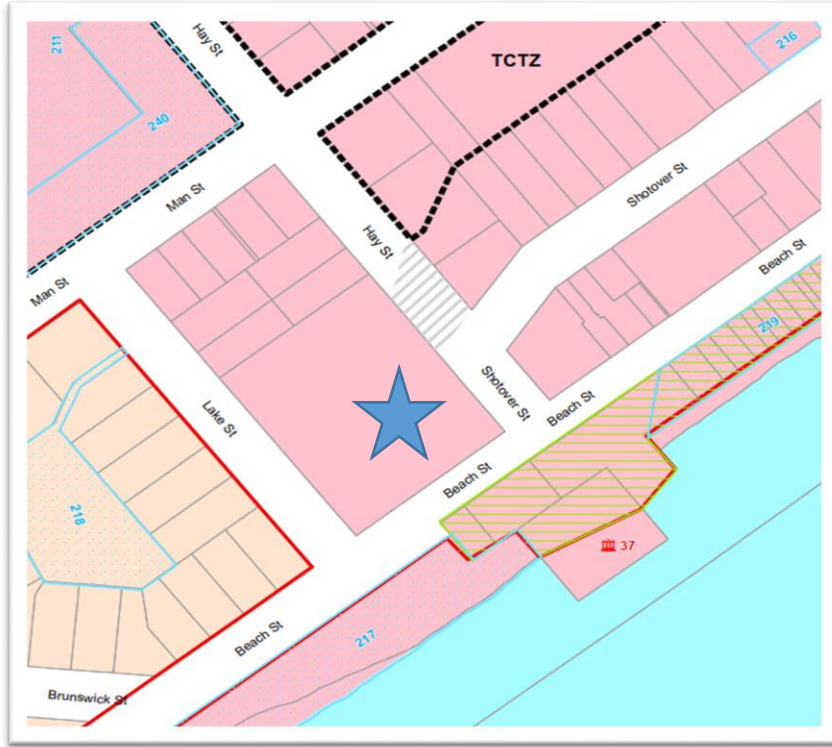 Hay St
211
TCTZ
216
240
Man St
Shotover St
Hay St
Beach St
Man St
219
Lake St
Shotover St
Beach St
Beach St
218
37
217
Beach St
Brunswick St